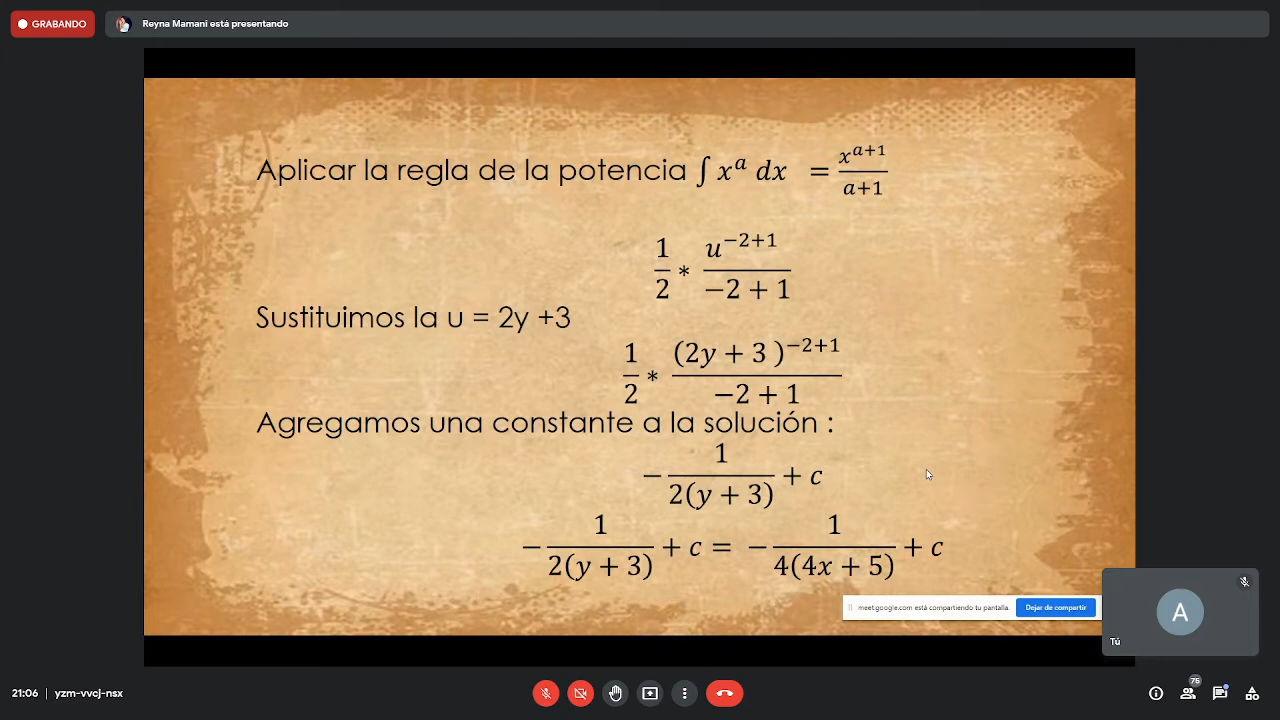 GRABANDO
Reyna Mamani está presentando
Aplicar la regla de la potencia ∫ x^a dx = x^(a+1)/(a+1)
1/2 * u^(−2+1)/(−2 + 1)
Sustituimos la u = 2y +3
1/2 * (2y + 3 )^(−2+1)/(−2 + 1)
Agregamos una constante a la solución :
− 1/(2(y + 3)) + c
− 1/(2(y + 3)) + c = − 1/(4(4x + 5)) + c
meet.google.com está compartiendo tu pantalla.
Dejar de compartir
A
Tú
21:06 | yzm-vvcj-nsx
75